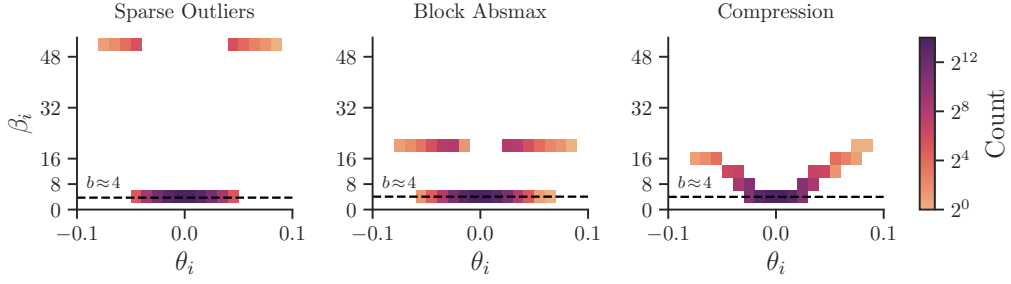 Sparse Outliers
Block Absmax
Compression
β_i
48
32
16
8
0
b≈4
−0.1
0.0
0.1
θ_i
48
32
16
8
0
b≈4
−0.1
0.0
0.1
θ_i
48
32
16
8
0
b≈4
−0.1
0.0
0.1
θ_i
2^12
2^8
2^4
2^0
Count